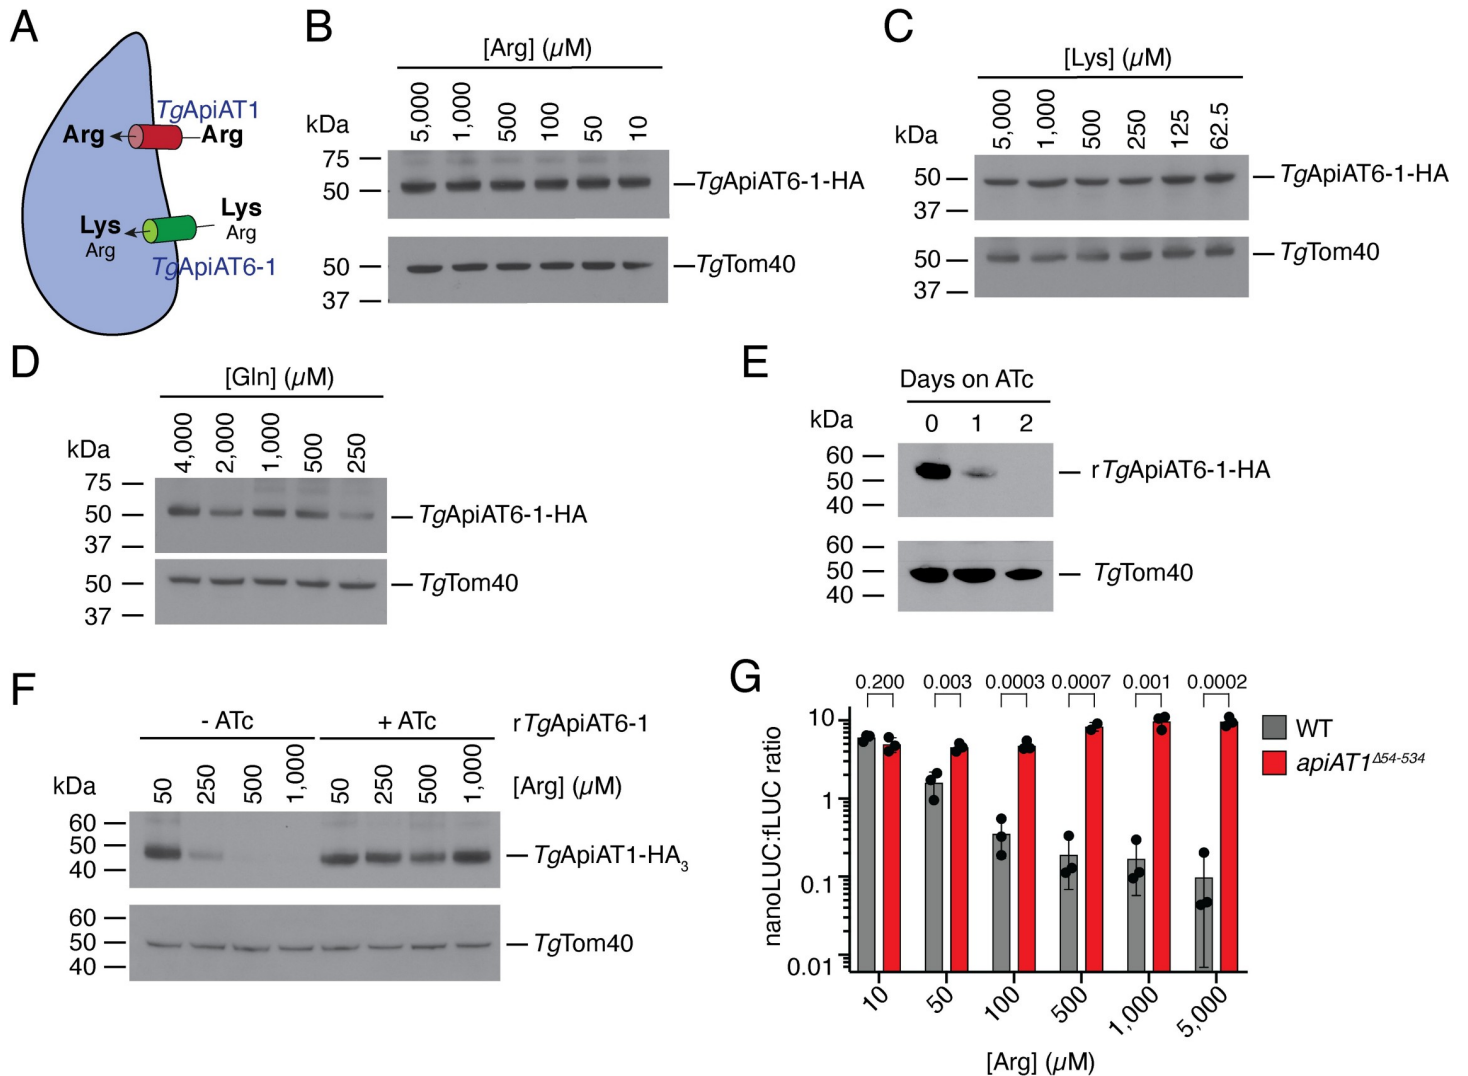 A
TgApiAT1
Arg
Arg
Lys
Lys
Arg
Arg
TgApiAT6-1
B
[Arg] (µM)
kDa
5,000
1,000
500
100
50
10
75
50
TgApiAT6-1-HA
50
TgTom40
37
C
[Lys] (µM)
kDa
5,000
1,000
500
250
125
62.5
50
TgApiAT6-1-HA
37
50
TgTom40
37
D
[Gln] (µM)
kDa
4,000
2,000
1,000
500
250
75
50
TgApiAT6-1-HA
37
50
TgTom40
37
E
Days on ATc
kDa
0 1 2
60
50
rTgApiAT6-1-HA
40
60
50
TgTom40
40
F
- ATc + ATc rTgApiAT6-1
kDa
50
250
500
1,000
50
250
500
1,000
[Arg] (µM)
60
50
TgApiAT1-HA3
40
60
50
TgTom40
40
G
0.200 0.003 0.0003 0.0007 0.001 0.0002
nanoLUC:fLUC ratio
10
1
0.1
0.01
WT
apiAT1Δ54-534
10
50
100
500
1,000
5,000
[Arg] (µM)